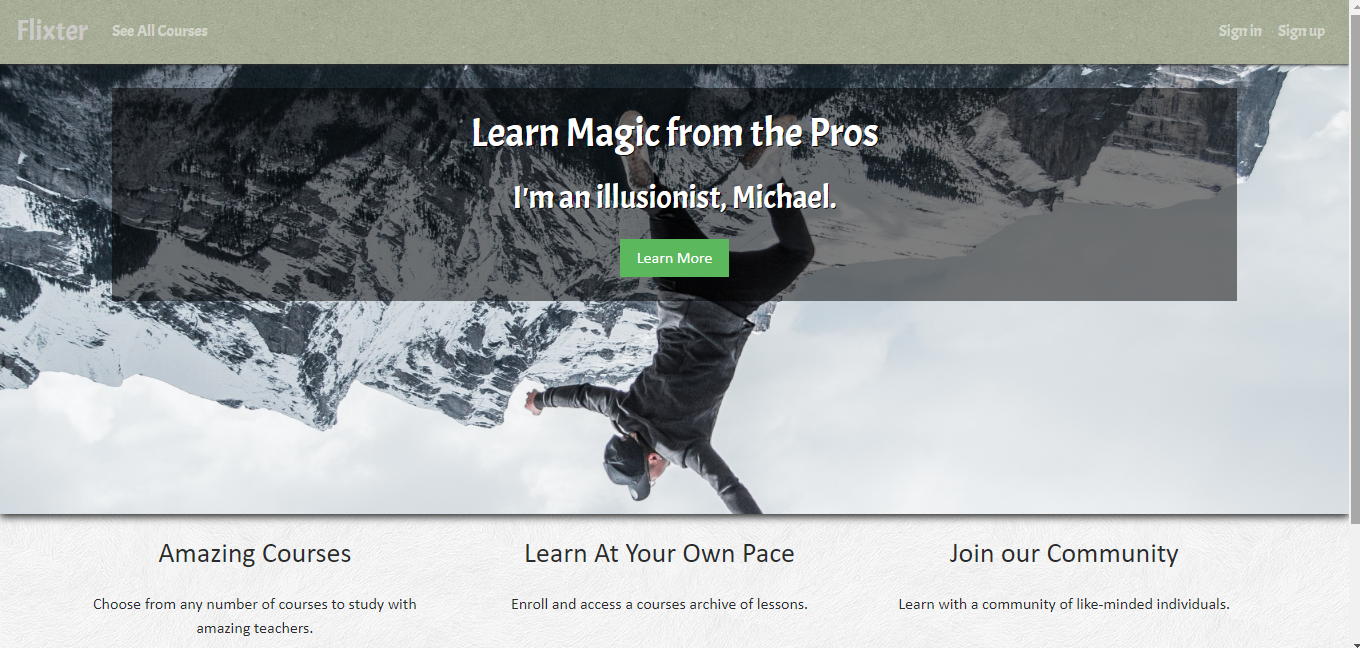 Flixter See All Courses Sign in Sign up
Learn Magic from the Pros
I'm an illusionist, Michael.
Learn More
Amazing Courses
Choose from any number of courses to study with
amazing teachers.
Learn At Your Own Pace
Enroll and access a courses archive of lessons.
Join our Community
Learn with a community of like-minded individuals.